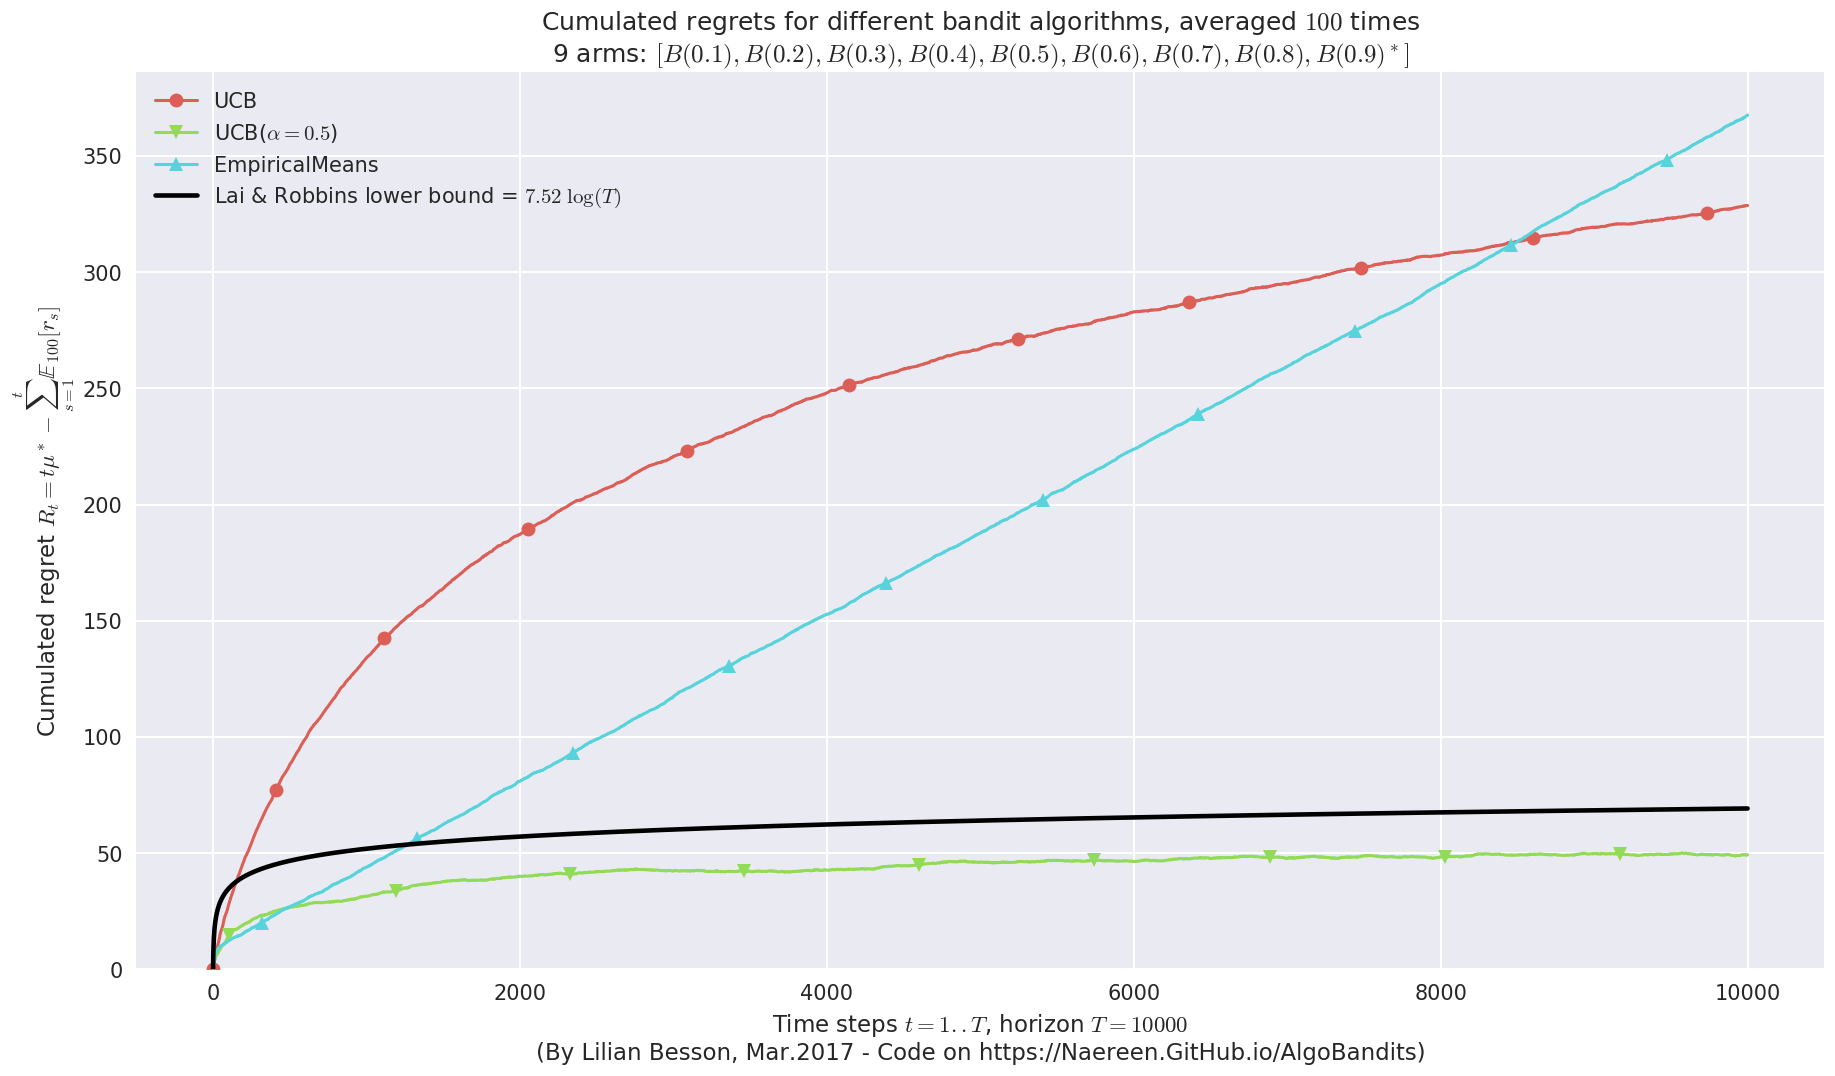 Cumulated regrets for different bandit algorithms, averaged 100 times
9 arms: [B(0.1), B(0.2), B(0.3), B(0.4), B(0.5), B(0.6), B(0.7), B(0.8), B(0.9)*]
UCB
UCB(α = 0.5)
EmpiricalMeans
Lai & Robbins lower bound = 7.52 log(T)
Cumulated regret R_t = tμ* − ∑_{s=1}^{t} 𝔼_{100}[r_s]
350
300
250
200
150
100
50
0
0 2000 4000 6000 8000 10000
Time steps t = 1..T, horizon T = 10000
(By Lilian Besson, Mar.2017 - Code on https://Naereen.GitHub.io/AlgoBandits)